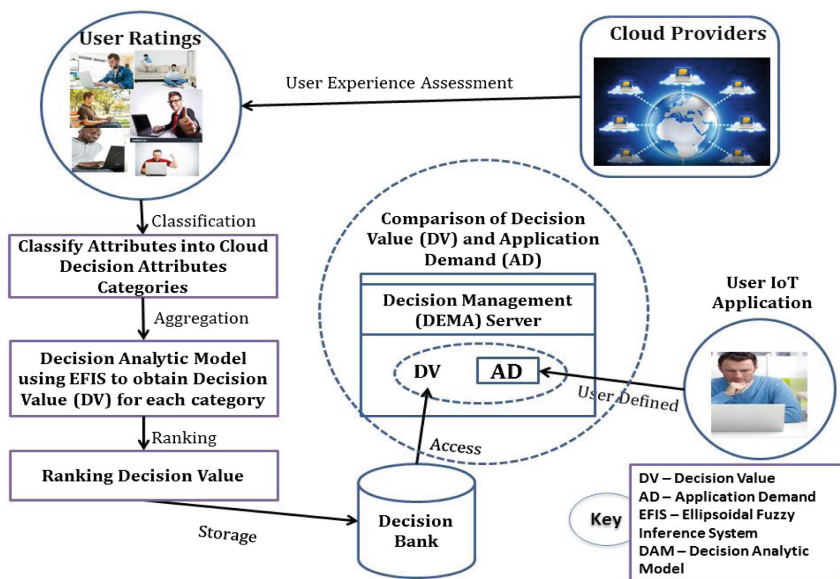 User Ratings
Cloud Providers
User Experience Assessment
Classification
Classify Attributes into Cloud
Decision Attributes
Categories
Aggregation
Decision Analytic Model
using EFIS to obtain Decision
Value (DV) for each category
Ranking
Ranking Decision Value
Storage
Decision
Bank
Access
Comparison of Decision
Value (DV) and Application
Demand (AD)
Decision Management
(DEMA) Server
DV
AD
User Defined
User IoT
Application
Key
DV – Decision Value
AD – Application Demand
EFIS – Ellipsoidal Fuzzy
Inference System
DAM – Decision Analytic
Model